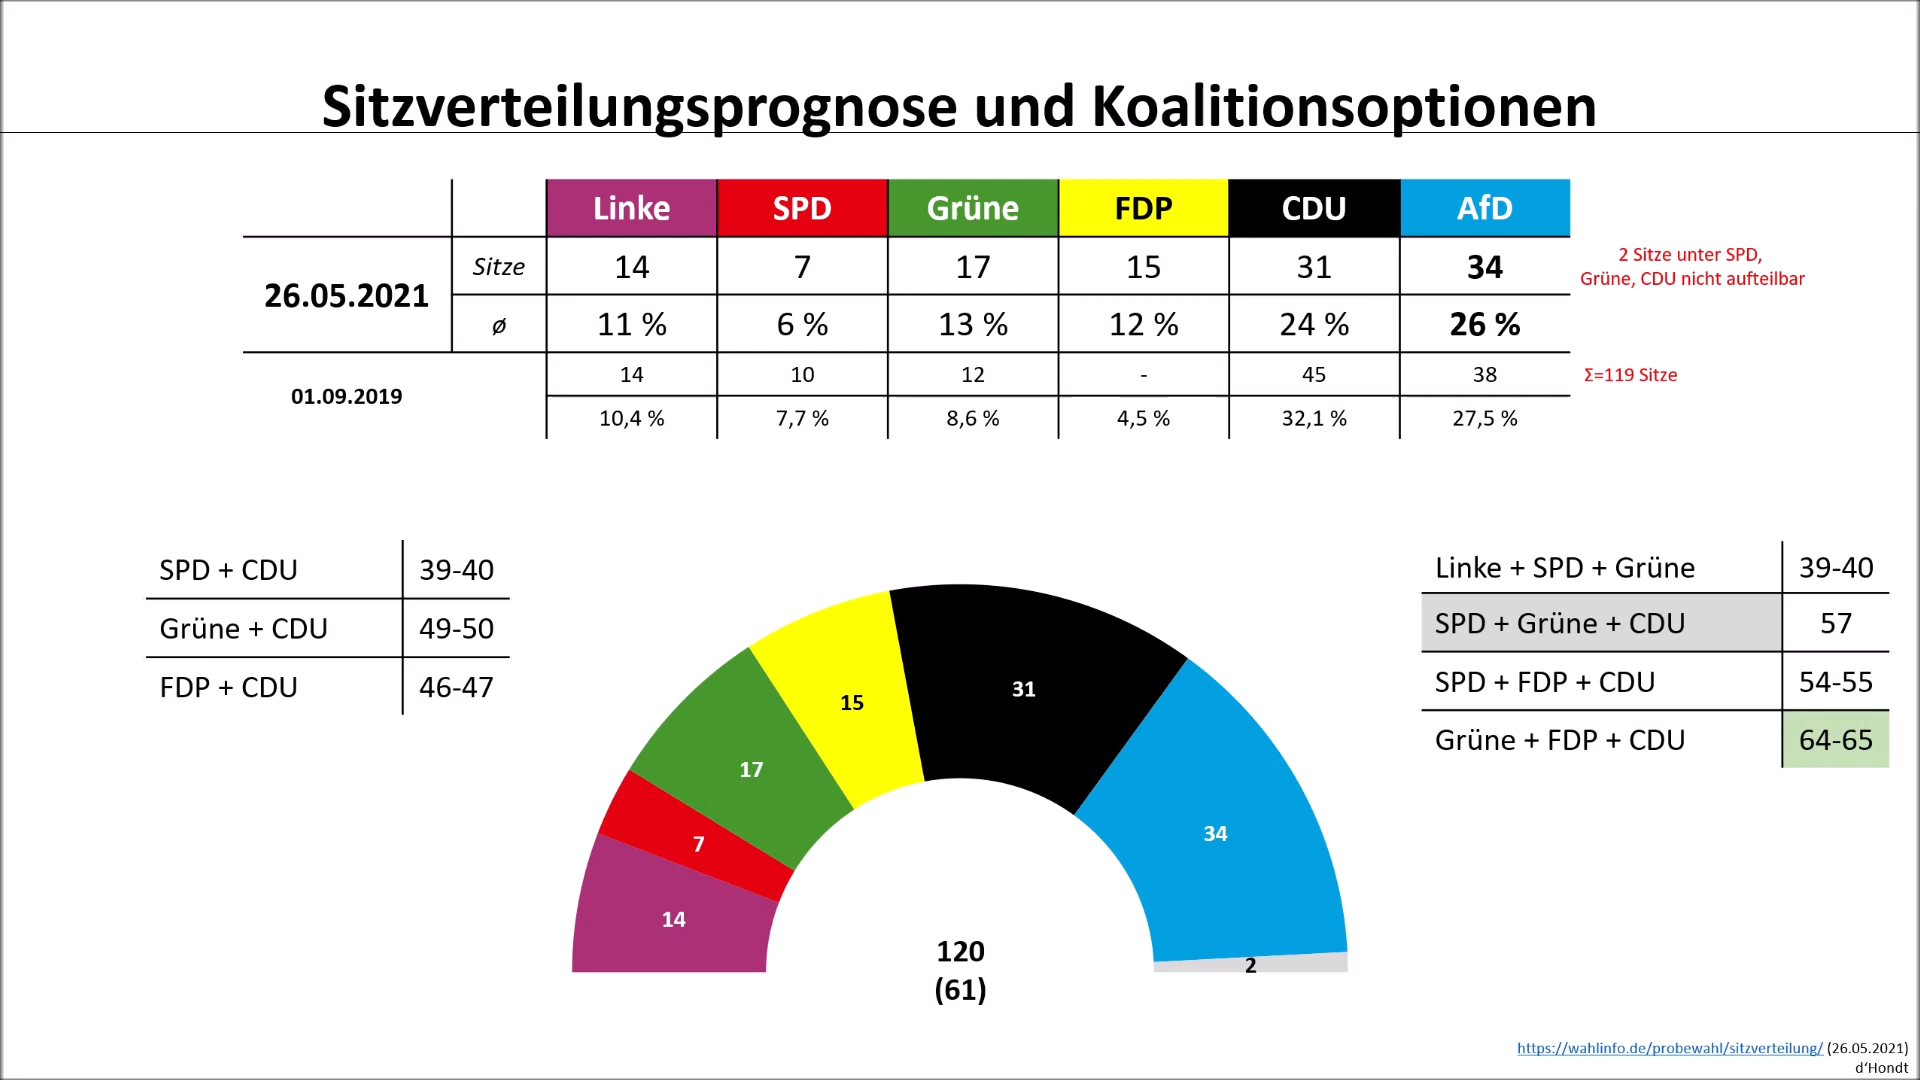 Sitzverteilungsprognose und Koalitionsoptionen
Linke SPD Grüne FDP CDU AfD
26.05.2021
Sitze 14 7 17 15 31 34
2 Sitze unter SPD,
Grüne, CDU nicht aufteilbar
ø 11 % 6 % 13 % 12 % 24 % 26 %
01.09.2019
14 10 12 - 45 38
Σ=119 Sitze
10,4 % 7,7 % 8,6 % 4,5 % 32,1 % 27,5 %
SPD + CDU 39-40
Grüne + CDU 49-50
FDP + CDU 46-47
14
7
17
15
31
34
2
120
(61)
Linke + SPD + Grüne 39-40
SPD + Grüne + CDU 57
SPD + FDP + CDU 54-55
Grüne + FDP + CDU 64-65
https://wahlinfo.de/probewahl/sitzverteilung/ (26.05.2021)
d‘Hondt